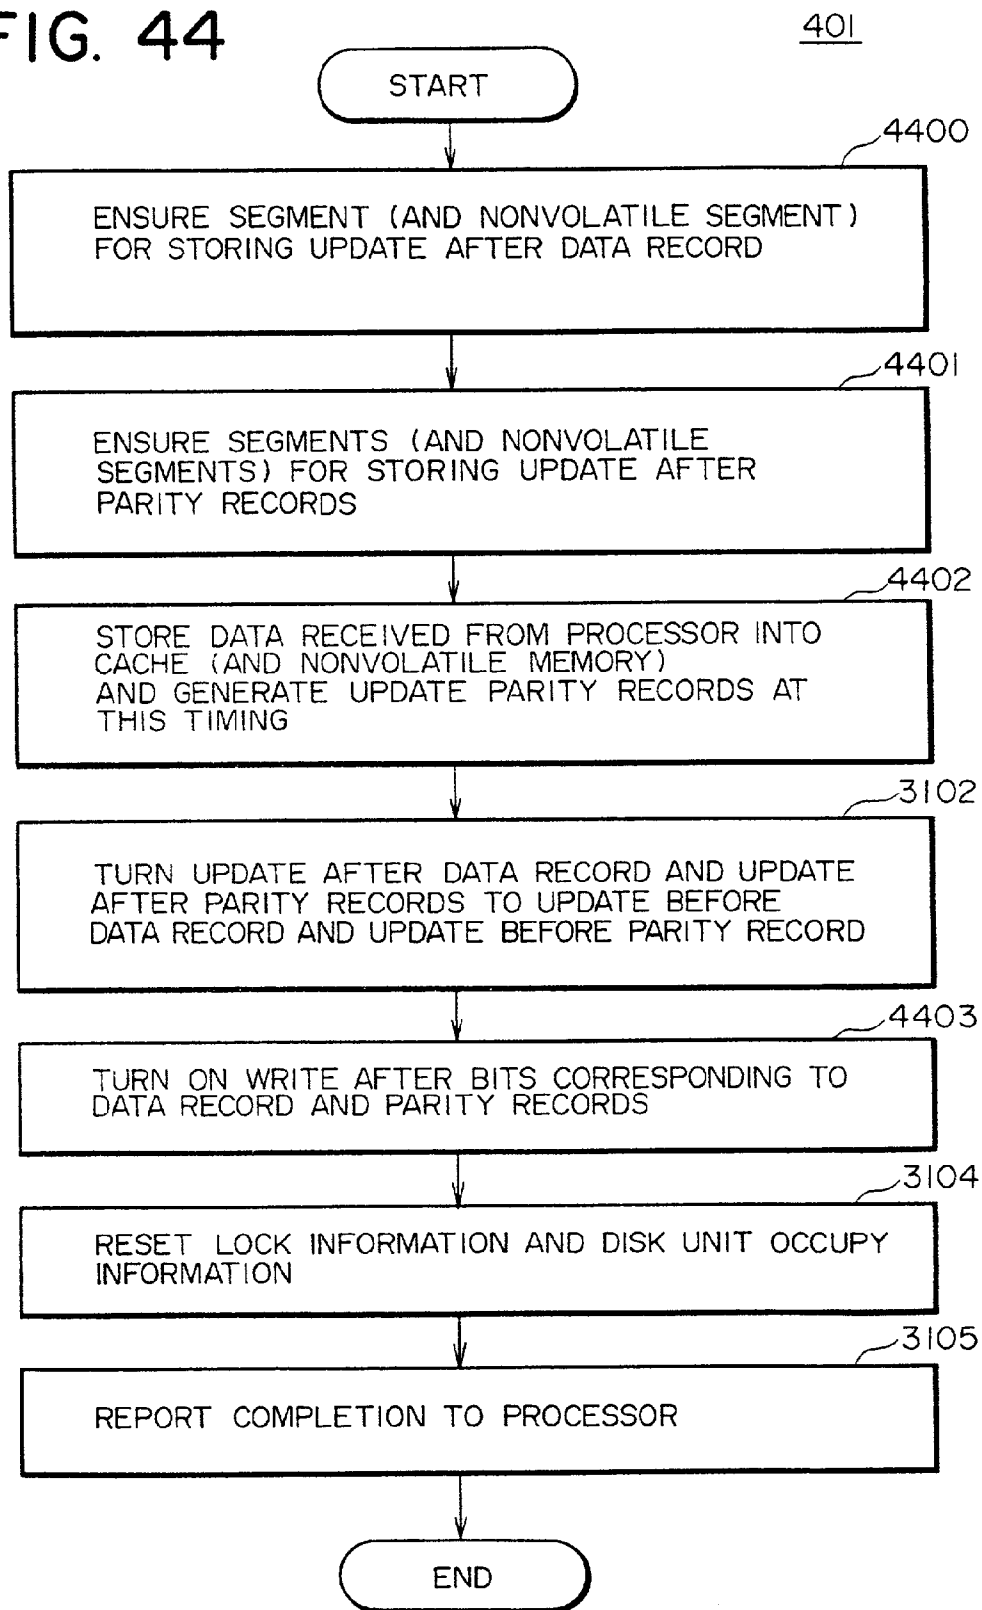 FIG. 44
401
START
4400
ENSURE SEGMENT (AND NONVOLATILE SEGMENT)
FOR STORING UPDATE AFTER DATA RECORD
4401
ENSURE SEGMENTS (AND NONVOLATILE
SEGMENTS) FOR STORING UPDATE AFTER
PARITY RECORDS
4402
STORE DATA RECEIVED FROM PROCESSOR INTO
CACHE (AND NONVOLATILE MEMORY)
AND GENERATE UPDATE PARITY RECORDS AT
THIS TIMING
3102
TURN UPDATE AFTER DATA RECORD AND UPDATE
AFTER PARITY RECORDS TO UPDATE BEFORE
DATA RECORD AND UPDATE BEFORE PARITY RECORD
4403
TURN ON WRITE AFTER BITS CORRESPONDING TO
DATA RECORD AND PARITY RECORDS
3104
RESET LOCK INFORMATION AND DISK UNIT OCCUPY
INFORMATION
3105
REPORT COMPLETION TO PROCESSOR
END